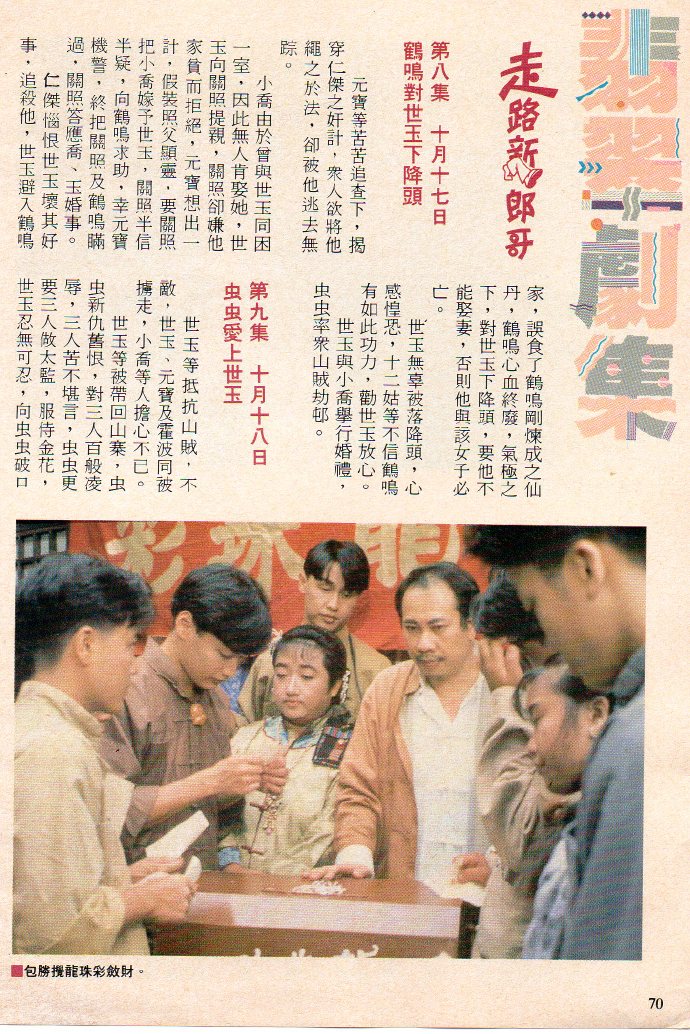 翡翠劇集
走路新郎哥
第八集　十月十七日
鶴鳴對世玉下降頭
元寶等苦苦追查下，揭
穿仁傑之奸計，衆人欲將他
繩之於法，卻被他逃去無
踪。
小喬由於曾與世玉同困
一室，因此無人肯娶她，世
玉向關照提親，關照卻嫌他
家貧而拒絕，元寶想出一
計，假裝照父顯靈，要關照
把小喬嫁予世玉，關照半信
半疑，向鶴鳴求助，幸元寶
機警，終把關照及鶴鳴瞞
過，關照答應喬、玉婚事。
仁傑惱恨世玉壞其好
事，追殺他，世玉避入鶴鳴
家，誤食了鶴鳴剛煉成之仙
丹，鶴鳴心血終廢，氣極之
下，對世玉下降頭，要他不
能娶妻，否則他與該女子必
亡。
世玉無辜被落降頭，心
感惶恐，十二姑等不信鶴鳴
有如此功力，勸世玉放心。
世玉與小喬舉行婚禮，
虫虫率衆山賊劫邨。
第九集　十月十八日
虫虫愛上世玉
世玉等抵抗山賊，不
敵，世玉、元寶及霍波同被
擄走，小喬等人擔心不已。
世玉等被帶回山寨，虫
虫新仇舊恨，對三人百般凌
辱，三人苦不堪言，虫虫更
要三人做太監，服侍金花，
世玉忍無可忍，向虫虫破口
龍珠彩
包勝攪龍珠彩斂財。
70